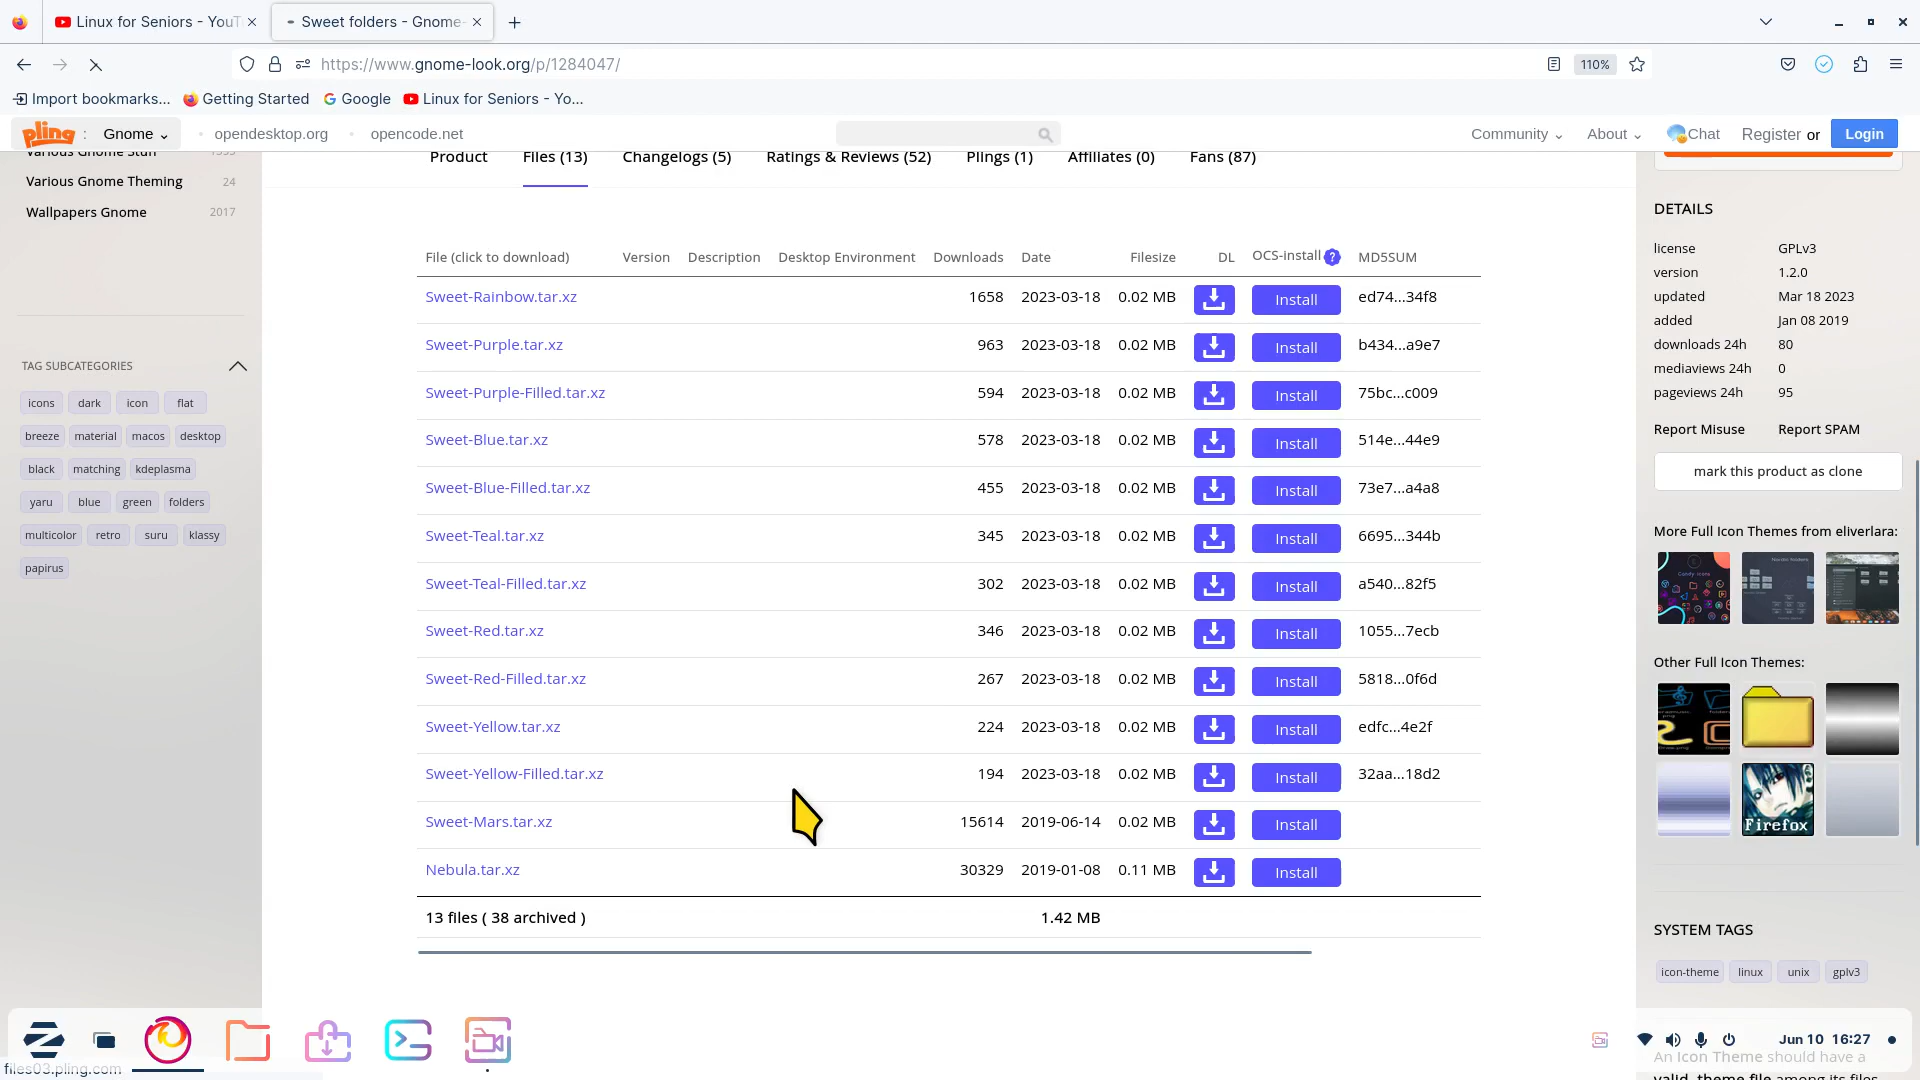 Linux for Seniors - YouT
Sweet folders - Gnome-
https://www.gnome-look.org/p/1284047/
110%
Import bookmarks...
Getting Started
Google
Linux for Seniors - Yo...
pling
:
Gnome
opendesktop.org
opencode.net
Community
About
Chat
Register or
Login
Various Gnome Stuff
Various Gnome Theming 24
Wallpapers Gnome 2017
TAG SUBCATEGORIES
icons dark icon flat
breeze material macos desktop
black matching kdeplasma
yaru blue green folders
multicolor retro suru klassy
papirus
Product Files (13) Changelogs (5) Ratings & Reviews (52) Plings (1) Affiliates (0) Fans (87)
File (click to download) Version Description Desktop Environment Downloads Date Filesize DL OCS-install ? MD5SUM
Sweet-Rainbow.tar.xz 1658 2023-03-18 0.02 MB Install ed74...34f8
Sweet-Purple.tar.xz 963 2023-03-18 0.02 MB Install b434...a9e7
Sweet-Purple-Filled.tar.xz 594 2023-03-18 0.02 MB Install 75bc...c009
Sweet-Blue.tar.xz 578 2023-03-18 0.02 MB Install 514e...44e9
Sweet-Blue-Filled.tar.xz 455 2023-03-18 0.02 MB Install 73e7...a4a8
Sweet-Teal.tar.xz 345 2023-03-18 0.02 MB Install 6695...344b
Sweet-Teal-Filled.tar.xz 302 2023-03-18 0.02 MB Install a540...82f5
Sweet-Red.tar.xz 346 2023-03-18 0.02 MB Install 1055...7ecb
Sweet-Red-Filled.tar.xz 267 2023-03-18 0.02 MB Install 5818...0f6d
Sweet-Yellow.tar.xz 224 2023-03-18 0.02 MB Install edfc...4e2f
Sweet-Yellow-Filled.tar.xz 194 2023-03-18 0.02 MB Install 32aa...18d2
Sweet-Mars.tar.xz 15614 2019-06-14 0.02 MB Install
Nebula.tar.xz 30329 2019-01-08 0.11 MB Install
13 files ( 38 archived ) 1.42 MB
DETAILS
license GPLv3
version 1.2.0
updated Mar 18 2023
added Jan 08 2019
downloads 24h 80
mediaviews 24h 0
pageviews 24h 95
Report Misuse Report SPAM
mark this product as clone
More Full Icon Themes from eliverlara:
Other Full Icon Themes:
Firefox
SYSTEM TAGS
icon-theme linux unix gplv3
An Icon Theme should have a
valid .theme file among its files
files03.pling.com
Jun 10 16:27